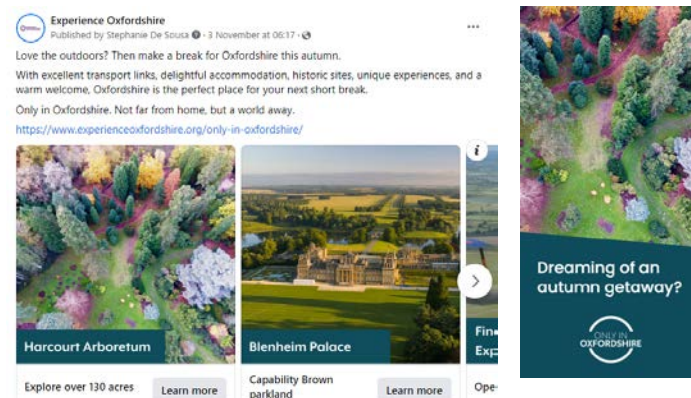 Experience Oxfordshire
Published by Stephanie De Sousa · 3 November at 06:17 ·
Love the outdoors? Then make a break for Oxfordshire this autumn.
With excellent transport links, delightful accommodation, historic sites, unique experiences, and a
warm welcome, Oxfordshire is the perfect place for your next short break.
Only in Oxfordshire. Not far from home, but a world away.
https://www.experienceoxfordshire.org/only-in-oxfordshire/
i
Harcourt Arboretum
Blenheim Palace
Fin
Exp
Explore over 130 acres
Learn more
Capability Brown
parkland
Learn more
Ope-
Dreaming of an
autumn getaway?
ONLY IN
OXFORDSHIRE